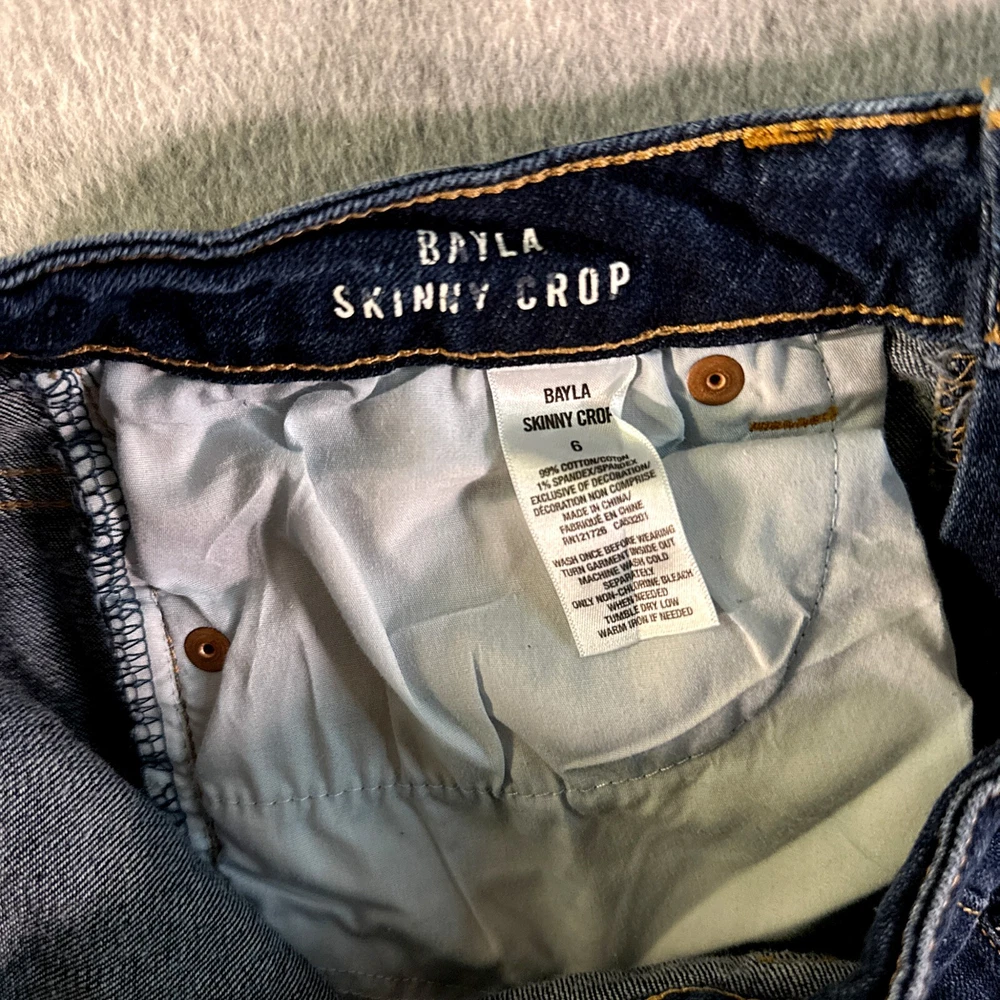 BAYLA
SKINNY CROP
BAYLA
SKINNY CROP
6
99% COTTON/COTON
1% SPANDEX/SPANDEX
EXCLUSIVE OF DECORATION/
DÉCORATION NON COMPRISE
MADE IN CHINA/
FABRIQUÉ EN CHINE
RN121726 CA53201
WASH ONCE BEFORE WEARING
TURN GARMENT INSIDE OUT
MACHINE WASH COLD
SEPARATELY
ONLY NON-CHLORINE BLEACH
WHEN NEEDED
TUMBLE DRY LOW
WARM IRON IF NEEDED